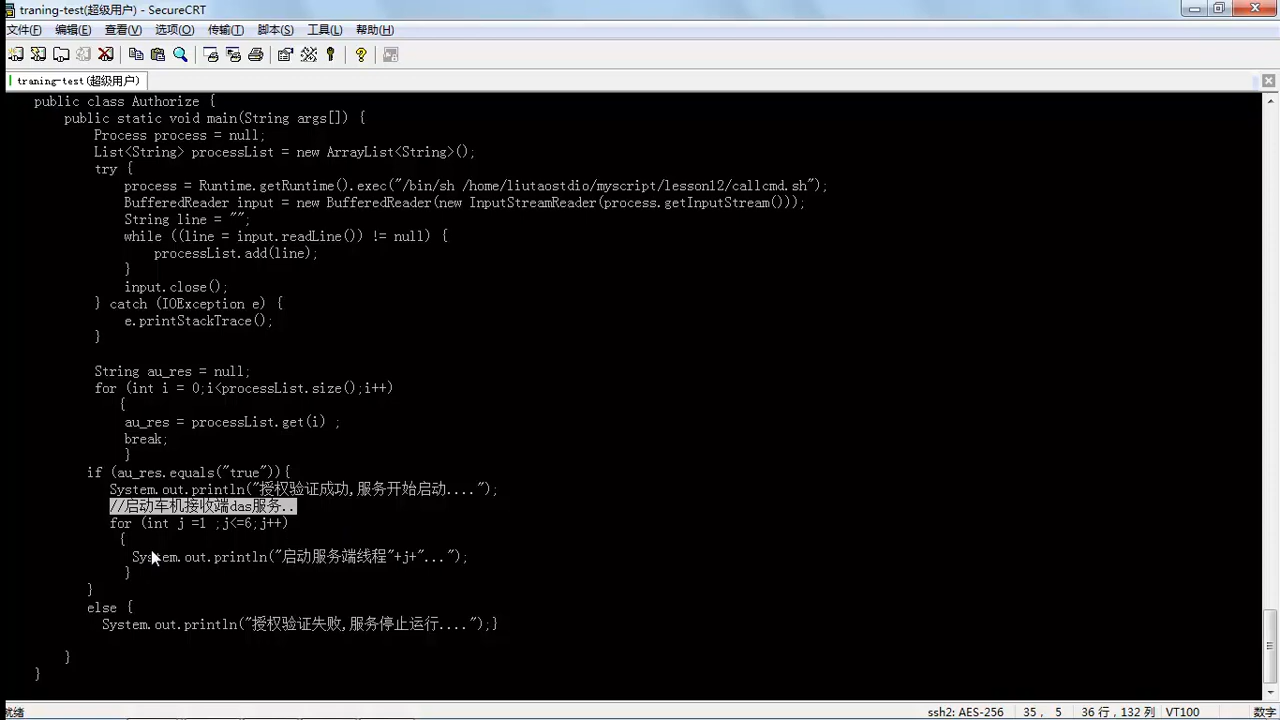 traning-test(超级用户) - SecureCRT
文件(F) 编辑(E) 查看(V) 选项(O) 传输(T) 脚本(S) 工具(L) 帮助(H)
traning-test(超级用户)
public class Authorize {
public static void main(String args[]) {
Process process = null;
List<String> processList = new ArrayList<String>();
try {
process = Runtime.getRuntime().exec("/bin/sh /home/liutaostdio/myscript/lesson12/callcmd.sh");
BufferedReader input = new BufferedReader(new InputStreamReader(process.getInputStream()));
String line = "";
while ((line = input.readLine()) != null) {
processList.add(line);
}
input.close();
} catch (IOException e) {
e.printStackTrace();
}
String au_res = null;
for (int i = 0;i<processList.size();i++)
{
au_res = processList.get(i) ;
break;
}
if (au_res.equals("true")){
System.out.println("授权验证成功,服务开始启动....");
//启动车机接收端das服务..
for (int j =1 ;j<=6;j++)
{
System.out.println("启动服务端线程"+j+"...");
}
}
else {
System.out.println("授权验证失败,服务停止运行....");}
}
}
就绪 ssh2: AES-256 35, 5 36 行, 132 列 VT100 数字